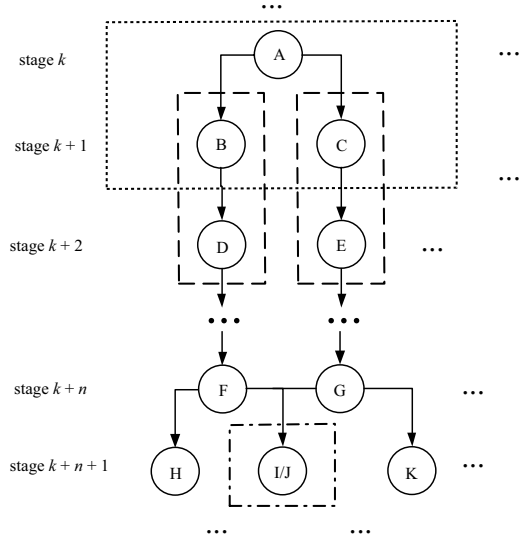 ...
stage k
A
...
stage k + 1
B
C
...
stage k + 2
D
E
...
... ...
stage k + n
F
G
...
stage k + n + 1
H
I/J
K
...
... ...